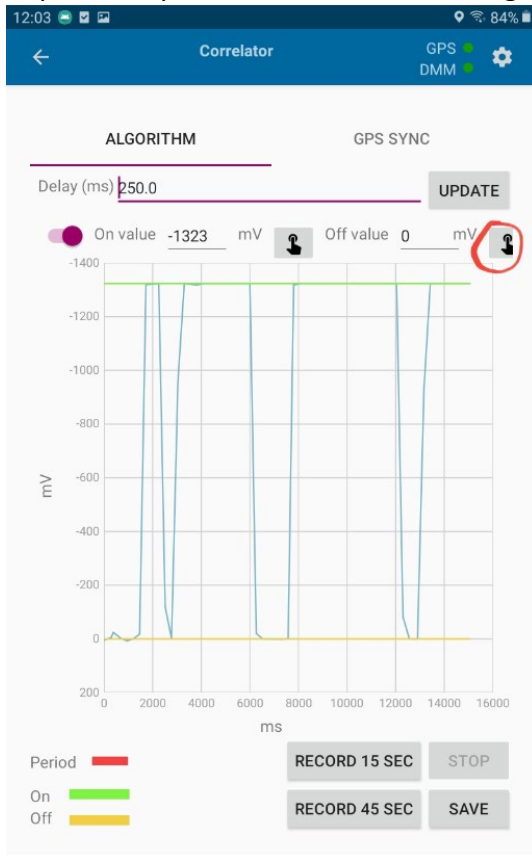 12:03 84%
Correlator
GPS
DMM
ALGORITHM GPS SYNC
Delay (ms) 250.0 UPDATE
On value -1323 mV Off value 0 mV
-1400
-1200
-1000
-800
-600
-400
-200
0
200
mV
0 2000 4000 6000 8000 10000 12000 14000 16000
ms
Period RECORD 15 SEC STOP
On
Off RECORD 45 SEC SAVE